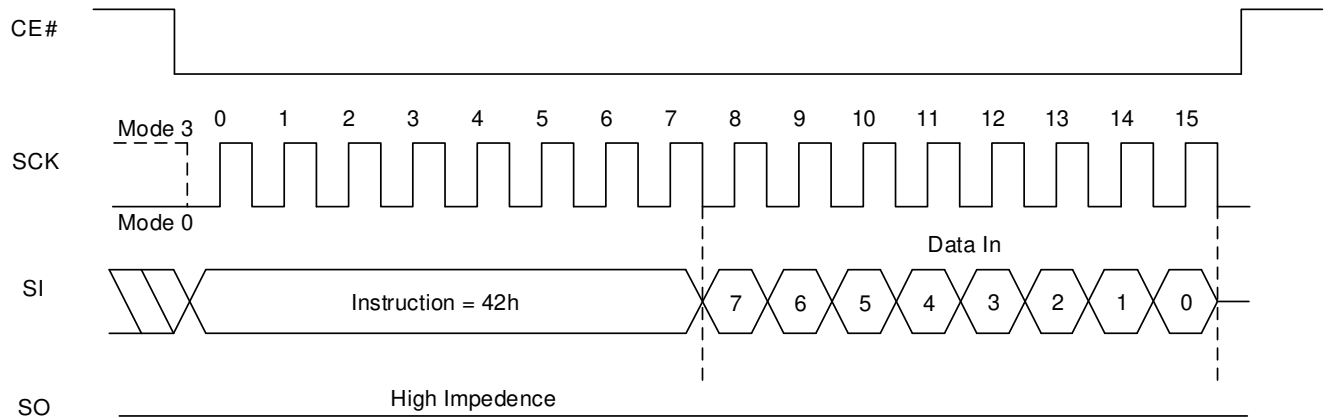 CE#
Mode 3
0 1 2 3 4 5 6 7 8 9 10 11 12 13 14 15
SCK
Mode 0
Data In
SI
Instruction = 42h
7 6 5 4 3 2 1 0
High Impedence
SO